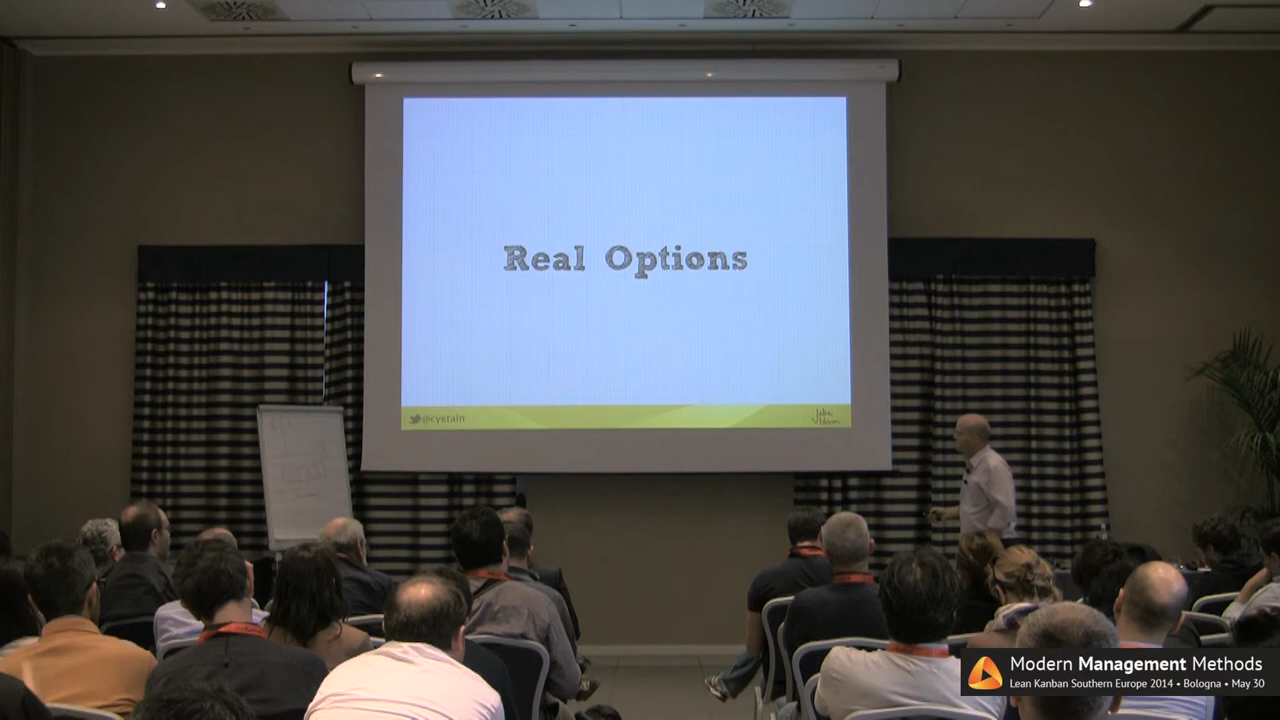 Real Options
@cyetain
Modern Management Methods
Lean Kanban Southern Europe 2014 • Bologna • May 30